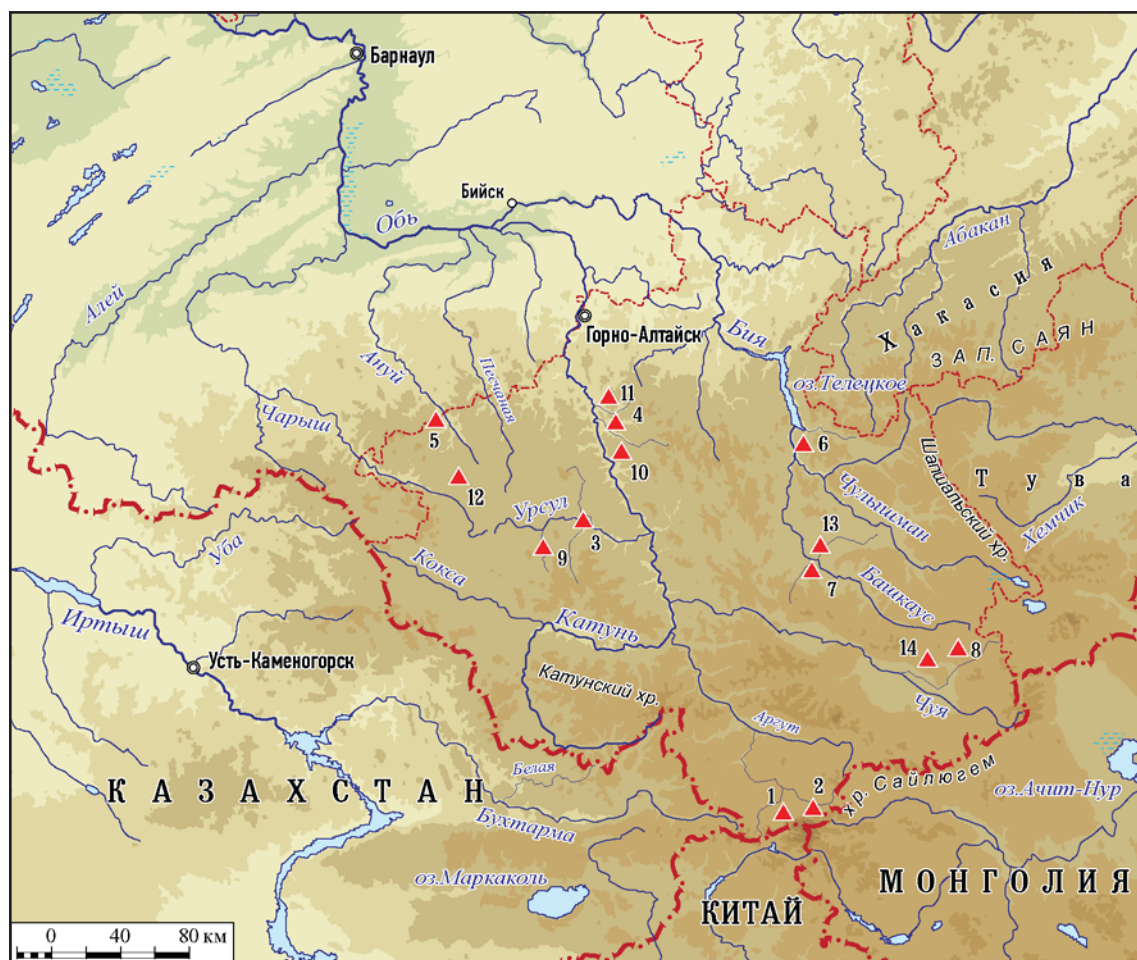 Барнаул
Бийск
Обь
Абакан
Алей
Хакасия
Горно-Алтайск
Бия
ЗАП. САЯН
Ануй
Песчаная
оз.Телецкое
11
Чарыш
4
5
6
Шапшальский хр.
Тува
10
12
Чулышман
Хемчик
Урсул
13
3
Уба
9
Кокса
7
Башкаус
Иртыш
Катунь
14
8
Усть-Каменогорск
Катунский хр.
Чуя
Аргут
Белая
КАЗАХСТАН
1
2
хр. Сайлюгем
оз.Ачит-Нур
Бухтарма
оз.Маркаколь
МОНГОЛИЯ
КИТАЙ
0 40 80 км